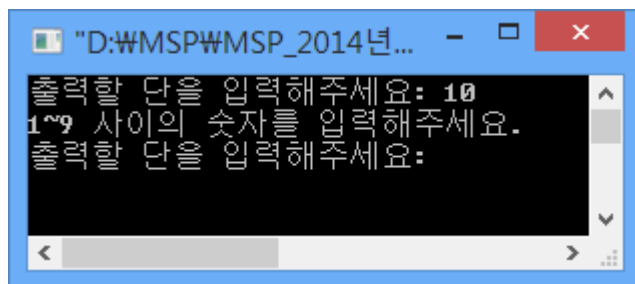 "D:₩MSP₩MSP_2014년...
출력할 단을 입력해주세요: 10
1~9 사이의 숫자를 입력해주세요.
출력할 단을 입력해주세요: